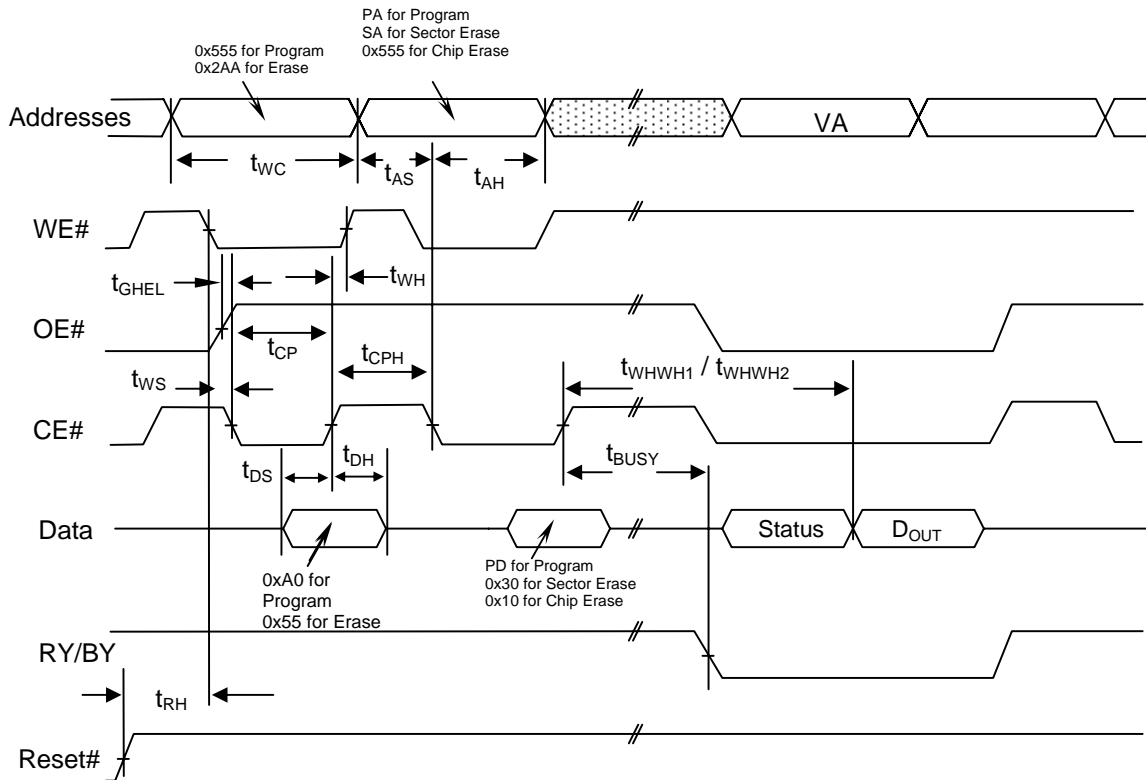 PA for Program
SA for Sector Erase
0x555 for Chip Erase
0x555 for Program
0x2AA for Erase
Addresses
VA
tWC
tAS
tAH
WE#
tGHEL
tWH
OE#
tCP
tCPH
tWHWH1 / tWHWH2
tWS
CE#
tDS
tDH
tBUSY
Data
Status
DOUT
0xA0 for
Program
0x55 for Erase
PD for Program
0x30 for Sector Erase
0x10 for Chip Erase
RY/BY
tRH
Reset#